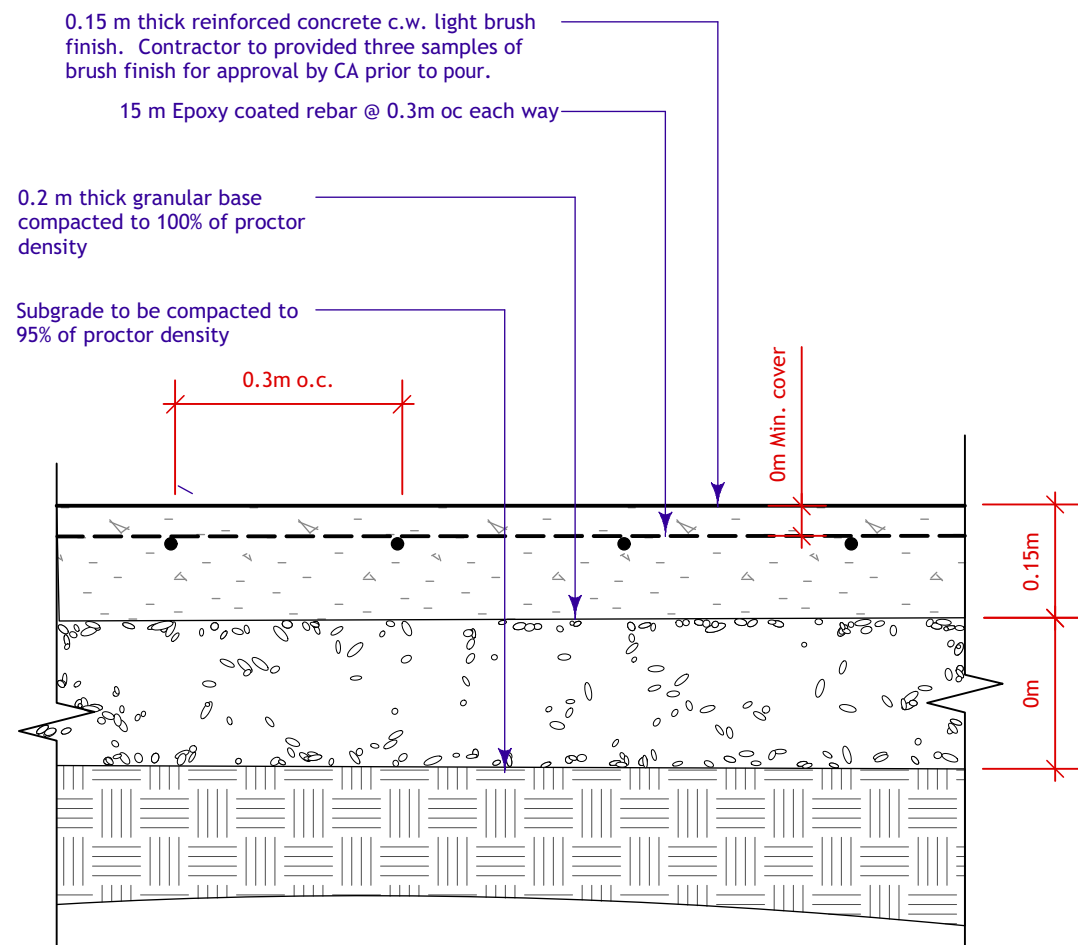 0.15 m thick reinforced concrete c.w. light brush
finish. Contractor to provided three samples of
brush finish for approval by CA prior to pour.
15 m Epoxy coated rebar @ 0.3m oc each way
0.2 m thick granular base
compacted to 100% of proctor
density
Subgrade to be compacted to
95% of proctor density
0.3m o.c.
0m Min. cover
0.15m
0m